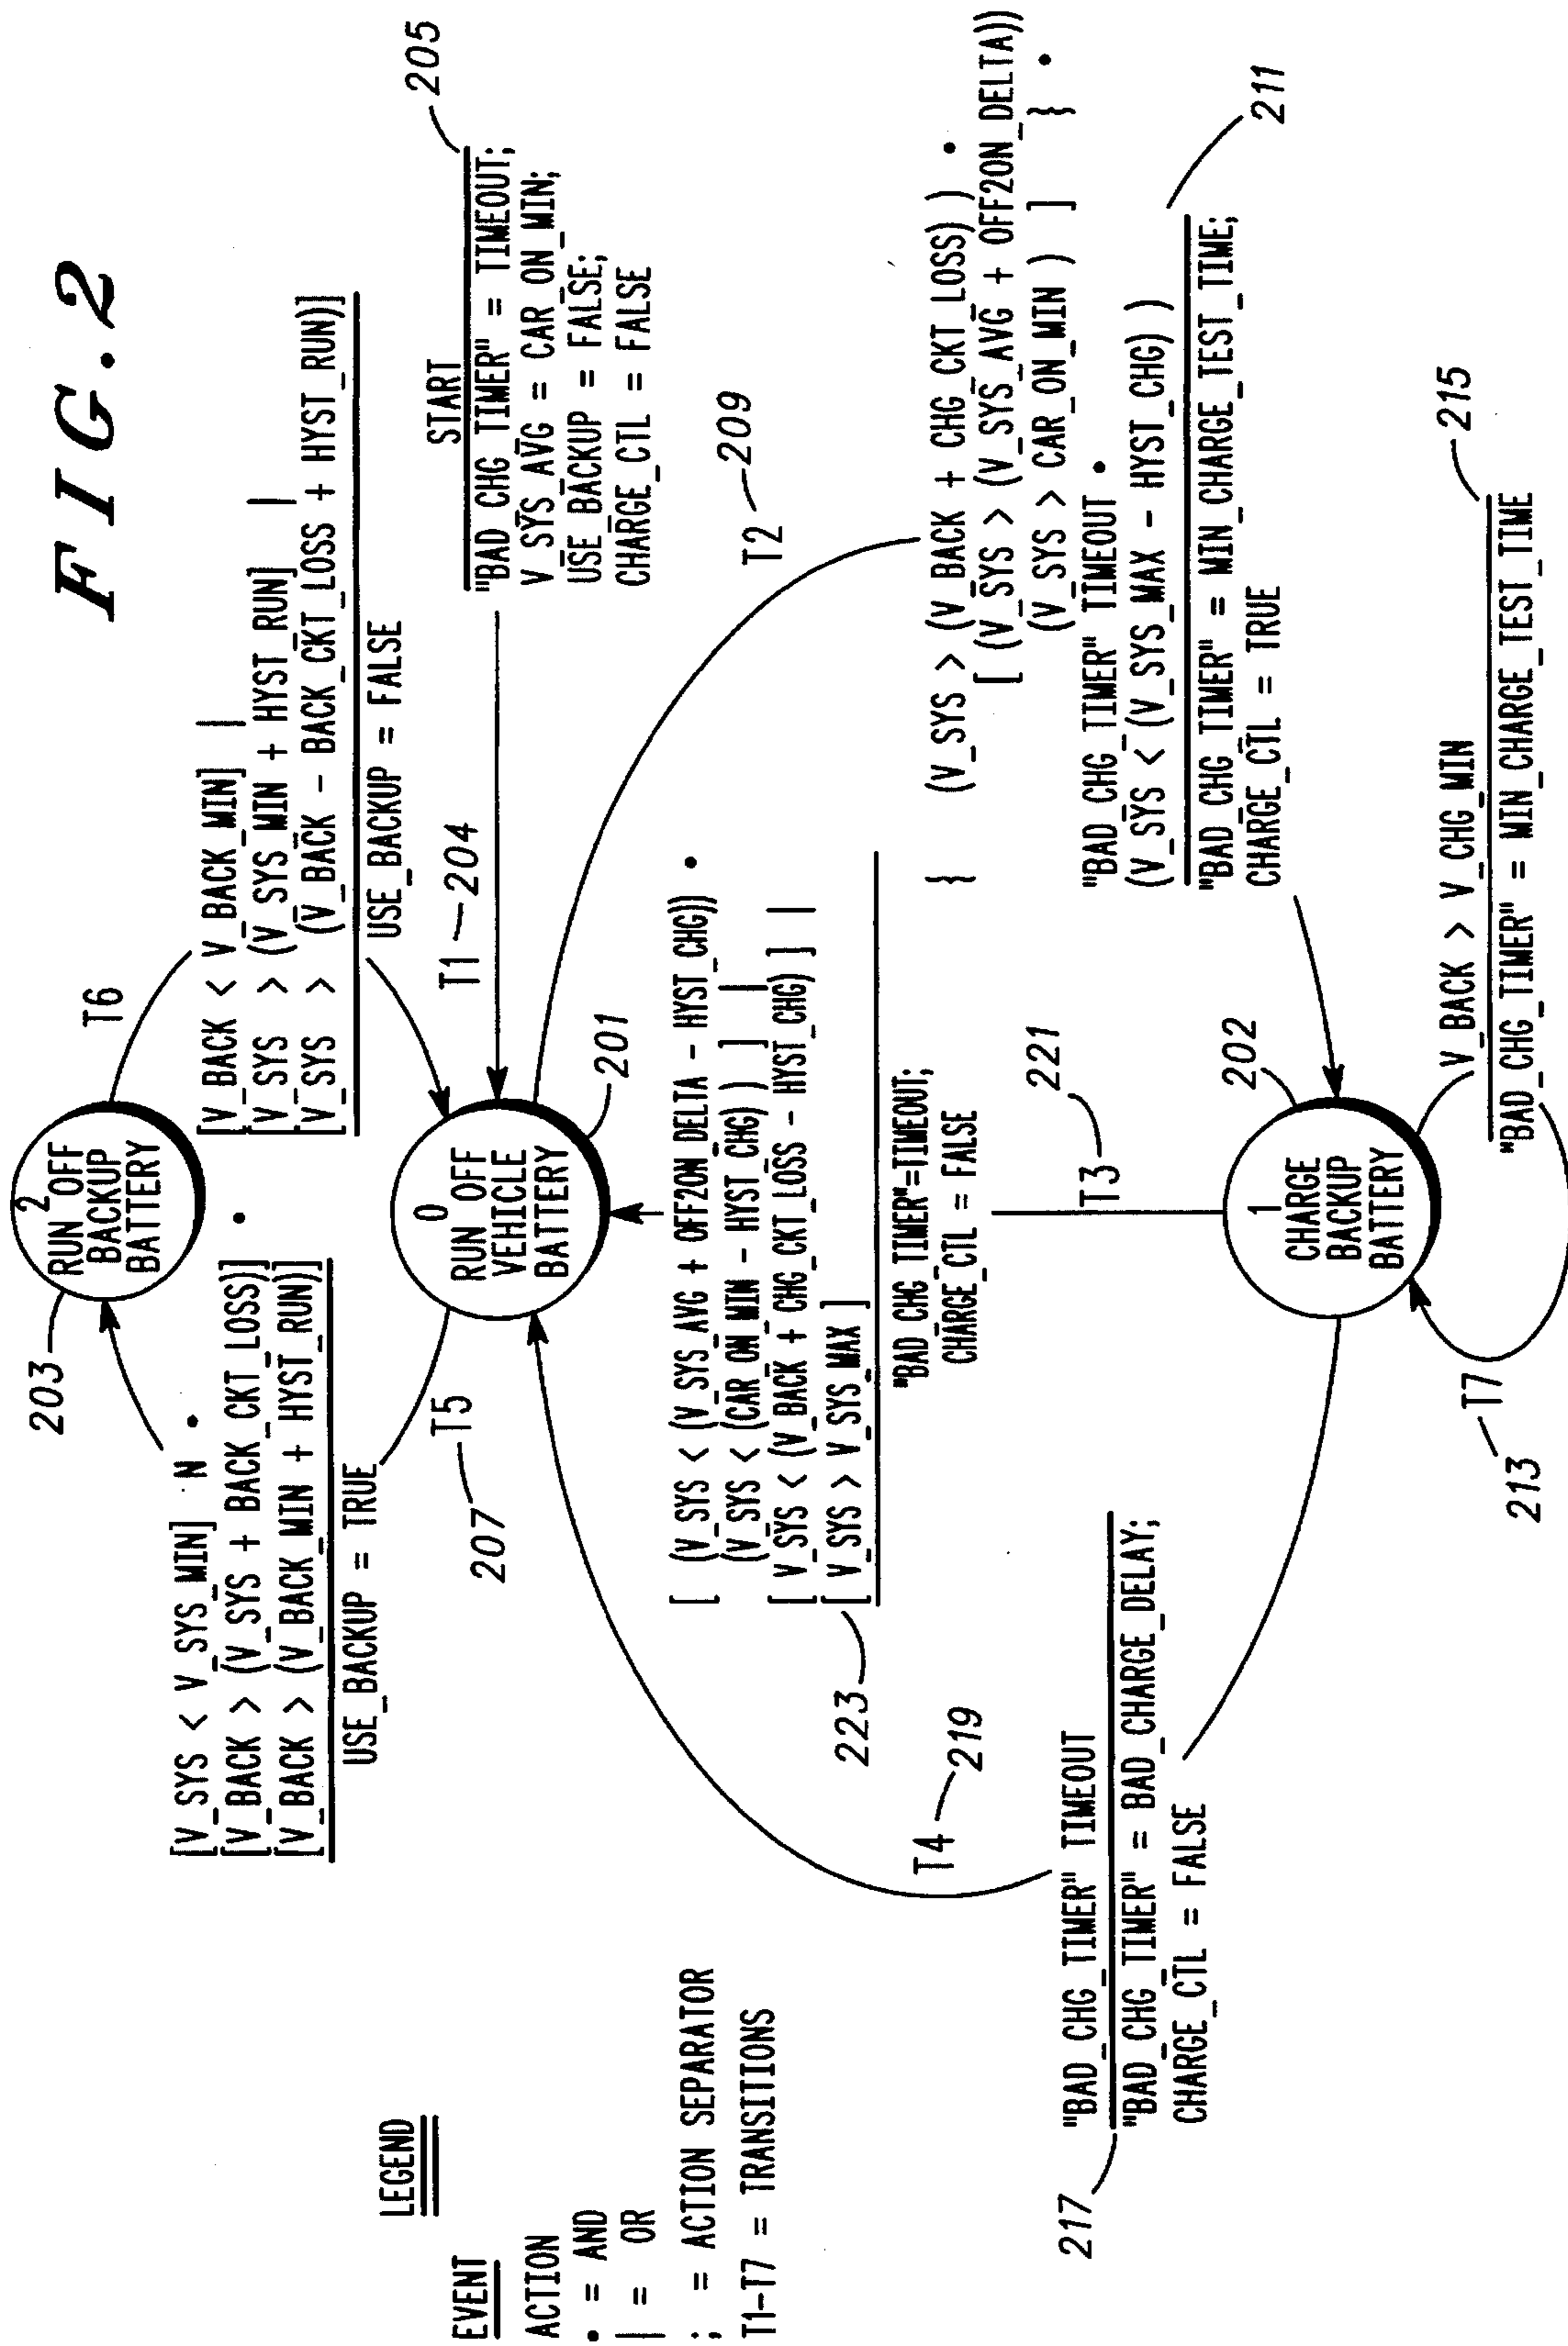 FIG.2
2
RUN OFF
BACKUP
BATTERY
203
T6
[V_BACK < V_BACK_MIN] |
[V_SYS > (V_SYS_MIN + HYST_RUN] |
[V_SYS > (V_BACK - BACK_CKT_LOSS + HYST_RUN)]
USE_BACKUP = FALSE
[V_SYS < V_SYS_MIN] N •
[V_BACK > (V_SYS + BACK_CKT_LOSS)] •
[V_BACK > (V_BACK_MIN + HYST_RUN)]
USE_BACKUP = TRUE
T5
207
0
RUN OFF
VEHICLE
BATTERY
201
T1
204
START
205
"BAD_CHG_TIMER" = TIMEOUT;
V_SYS_AVG = CAR_ON_MIN;
USE_BACKUP = FALSE;
CHARGE_CTL = FALSE
T2
209
{ (V_SYS > (V_BACK + CHG_CKT_LOSS) ) •
[ (V_SYS > (V_SYS_AVG + OFF2ON_DELTA))
(V_SYS > CAR_ON_MIN ) ] } •
"BAD_CHG_TIMER" TIMEOUT •
(V_SYS < (V_SYS_MAX - HYST_CHG) )
"BAD_CHG_TIMER" = MIN_CHARGE_TEST_TIME;
CHARGE_CTL = TRUE
211
[ (V_SYS < (V_SYS_AVG + OFF2ON_DELTA - HYST_CHG)) •
(V_SYS < (CAR_ON_MIN - HYST_CHG) ) ] |
[ V_SYS < (V_BACK + CHG_CKT_LOSS - HYST_CHG) ] |
[ V_SYS > V_SYS_MAX ]
"BAD_CHG_TIMER"=TIMEOUT;
CHARGE_CTL = FALSE
223
T3
221
1
CHARGE
BACKUP
BATTERY
202
V_BACK > V_CHG_MIN
"BAD_CHG_TIMER" = MIN_CHARGE_TEST_TIME
215
T7
213
T4
219
"BAD_CHG_TIMER" TIMEOUT
"BAD_CHG_TIMER" = BAD_CHARGE_DELAY;
CHARGE_CTL = FALSE
217
LEGEND
EVENT
ACTION
• = AND
| = OR
; = ACTION SEPARATOR
T1-T7 = TRANSITIONS